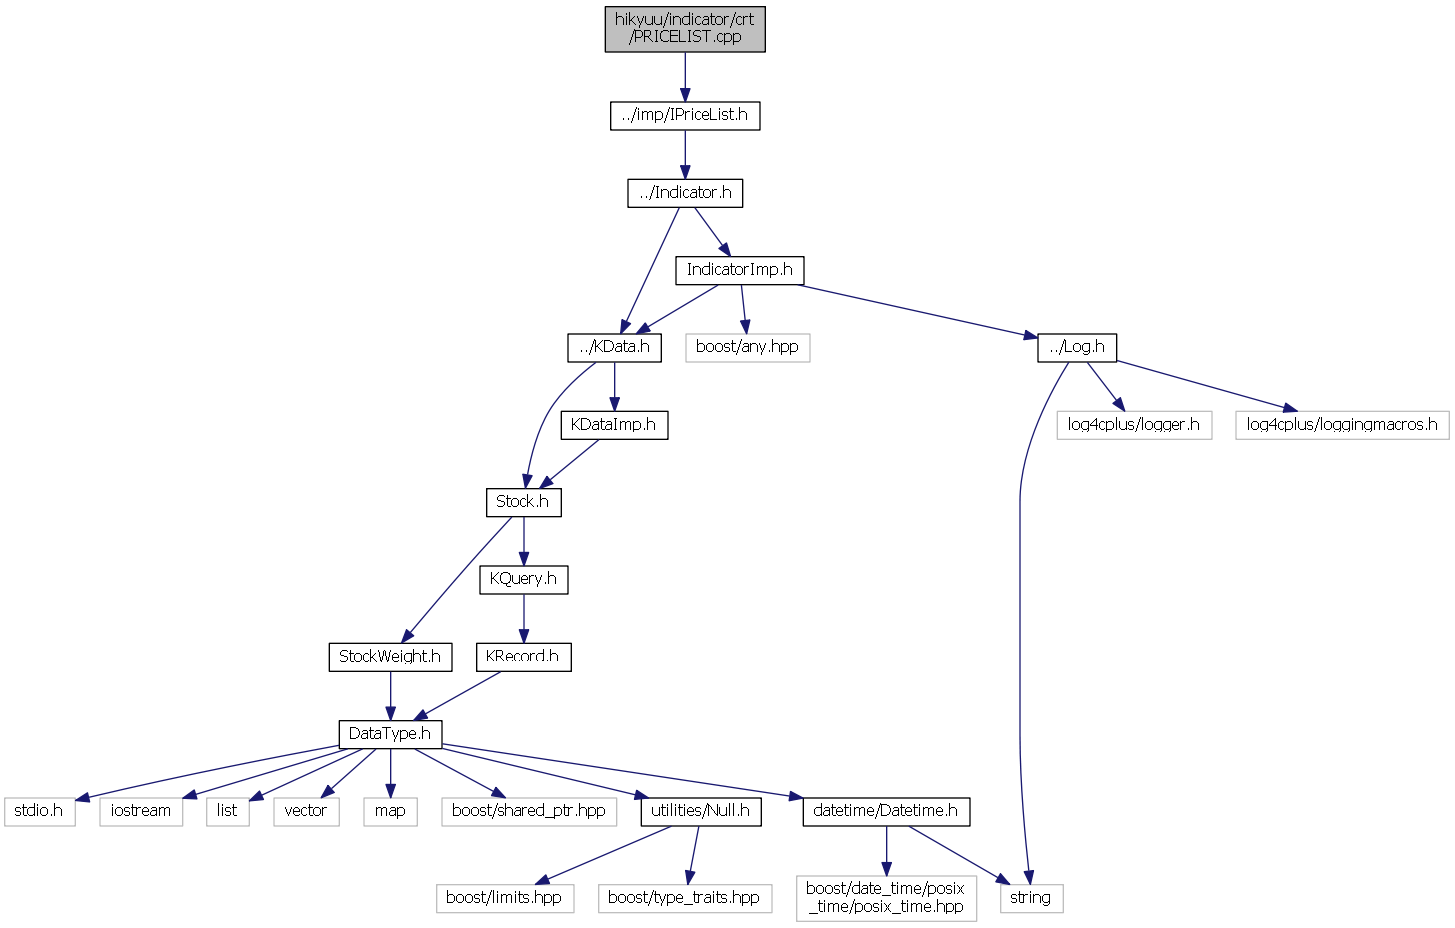 hikyuu/indicator/crt
/PRICELIST.cpp
../imp/IPriceList.h
../Indicator.h
IndicatorImp.h
../KData.h
boost/any.hpp
../Log.h
KDataImp.h
log4cplus/logger.h
log4cplus/loggingmacros.h
Stock.h
KQuery.h
StockWeight.h
KRecord.h
DataType.h
stdio.h
iostream
list
vector
map
boost/shared_ptr.hpp
utilities/Null.h
datetime/Datetime.h
boost/limits.hpp
boost/type_traits.hpp
boost/date_time/posix
_time/posix_time.hpp
string